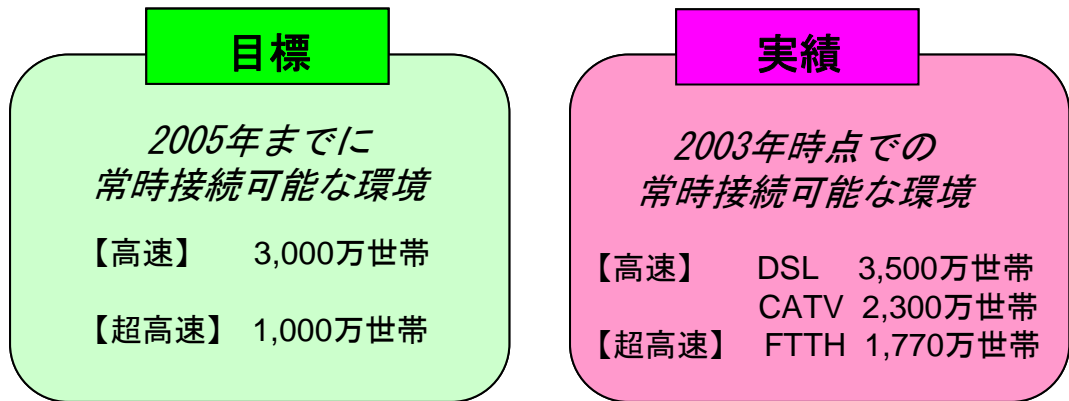 目標
2005年までに
常時接続可能な環境
【高速】 3,000万世帯
【超高速】 1,000万世帯
実績
2003年時点での
常時接続可能な環境
【高速】 DSL 3,500万世帯
CATV 2,300万世帯
【超高速】 FTTH 1,770万世帯